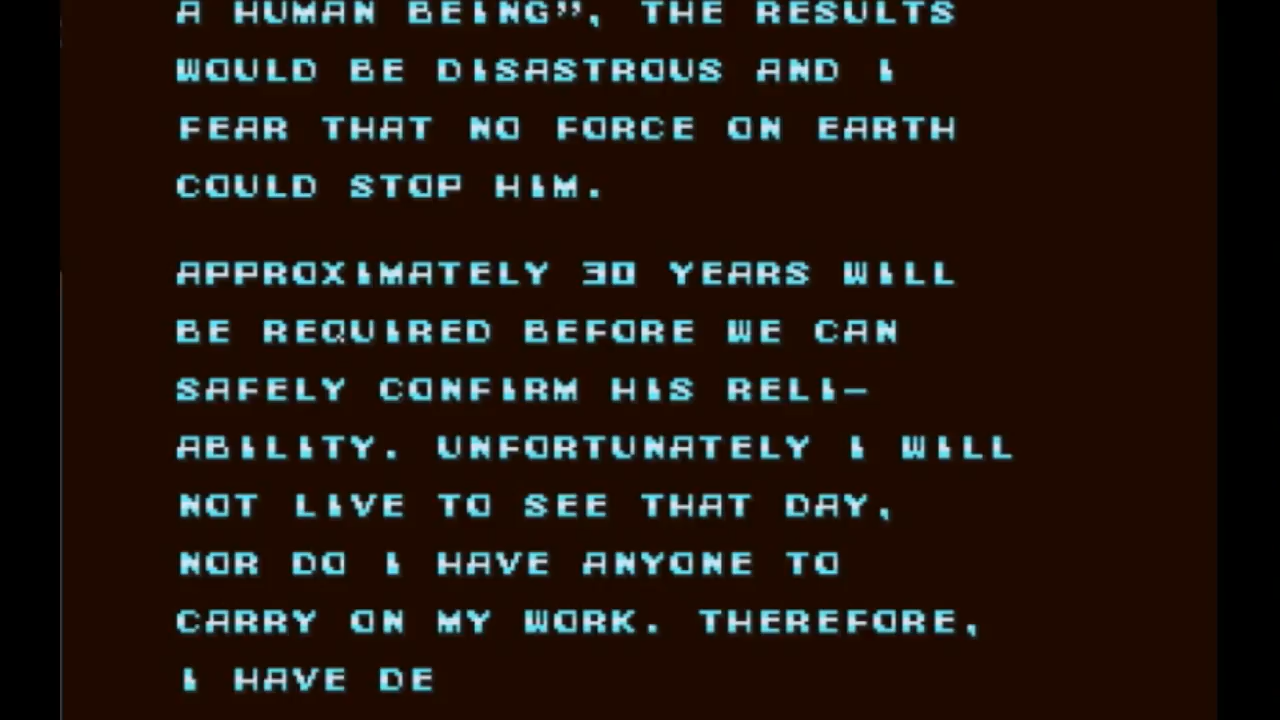 A HUMAN BEING”, THE RESULTS
WOULD BE DISASTROUS AND I
FEAR THAT NO FORCE ON EARTH
COULD STOP HIM.
APPROXIMATELY 30 YEARS WILL
BE REQUIRED BEFORE WE CAN
SAFELY CONFIRM HIS RELI-
ABILITY. UNFORTUNATELY I WILL
NOT LIVE TO SEE THAT DAY,
NOR DO I HAVE ANYONE TO
CARRY ON MY WORK. THEREFORE,
I HAVE DE